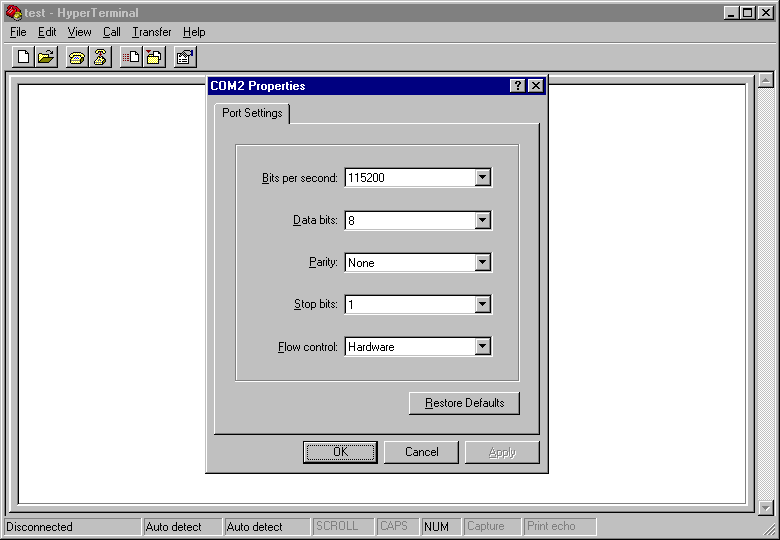 test - HyperTerminal
File Edit View Call Transfer Help
COM2 Properties
Port Settings
Bits per second: 115200
Data bits: 8
Parity: None
Stop bits: 1
Flow control: Hardware
Restore Defaults
OK Cancel Apply
Disconnected Auto detect Auto detect SCROLL CAPS NUM Capture Print echo